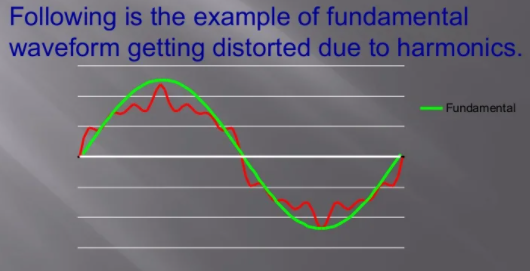 Following is the example of fundamental
waveform getting distorted due to harmonics.
Fundamental